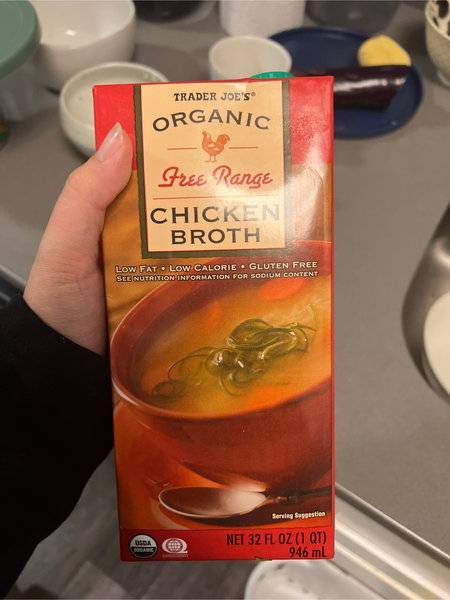 TRADER JOE'S®
ORGANIC
Free Range
CHICKEN
BROTH
LOW FAT • LOW CALORIE • GLUTEN FREE
SEE NUTRITION INFORMATION FOR SODIUM CONTENT
Serving Suggestion
USDA
ORGANIC
NET 32 FL OZ (1 QT)
946 mL